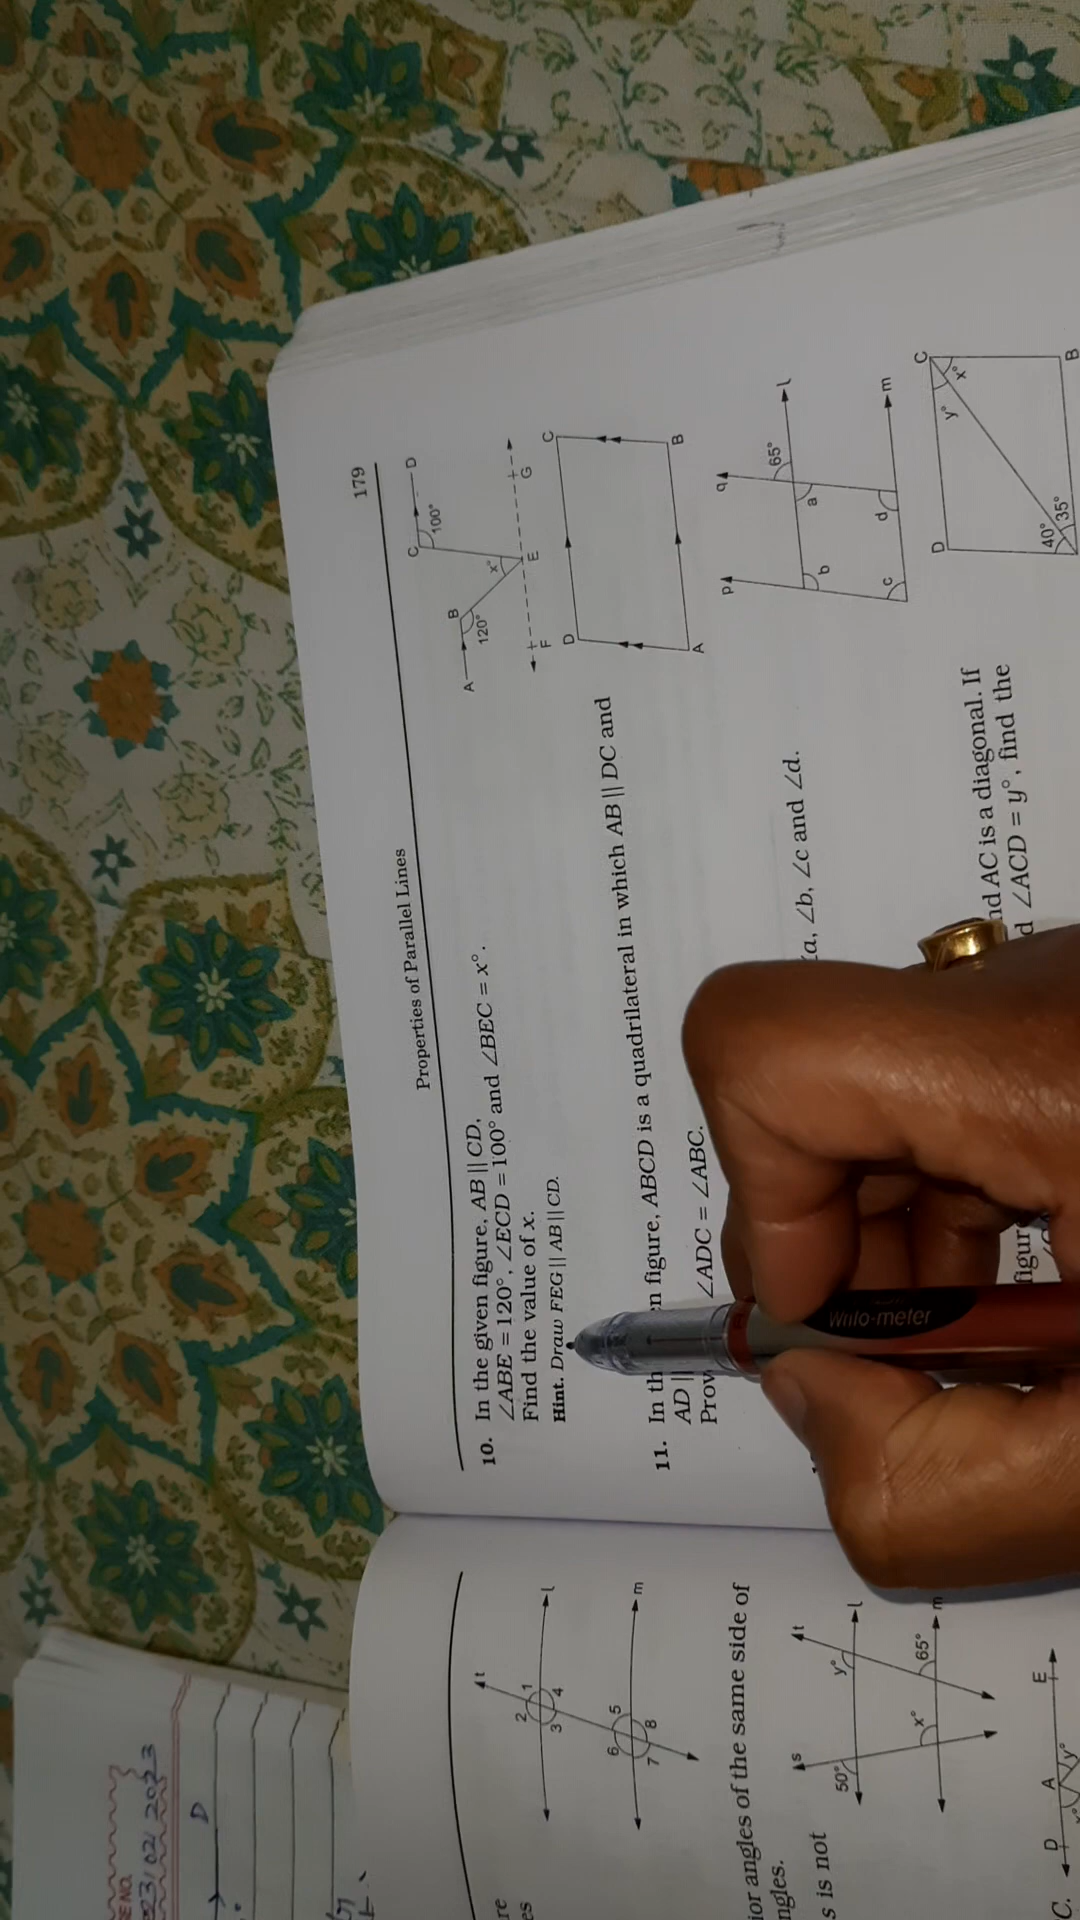 Properties of Parallel Lines
179
10. In the given figure, AB || CD,
∠ABE = 120°, ∠ECD = 100° and ∠BEC = x°.
Find the value of x.
Hint. Draw FEG || AB || CD.
A
B
120°
C
D
100°
x°
F
E
G
11. In th
n figure, ABCD is a quadrilateral in which AB || DC and
AD ||
Prov
∠ADC = ∠ABC.
D
C
A
B
∠a, ∠b, ∠c and ∠d.
p
q
65°
l
a
b
c
d
m
nd AC is a diagonal. If
d ∠ACD = y°, find the
figur
D
C
y°
x°
40°
35°
B
Writo-meter
t
2
1
3
4
l
6
5
7
8
m
re
es
ior angles of the same side of
ngles.
s is not
s
t
50°
y°
l
x°
65°
m
C.
D
A
E
y°
E NO.
23/02/2023
D